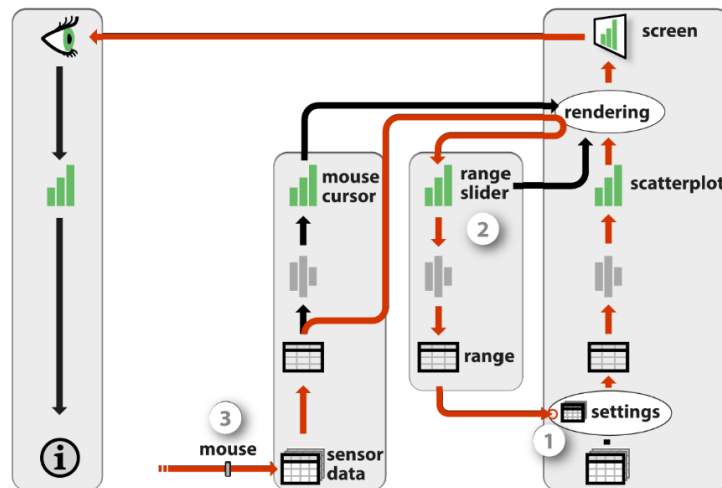 screen
rendering
mouse
cursor
range
slider
scatterplot
2
range
3
mouse
settings
1
sensor
data
i